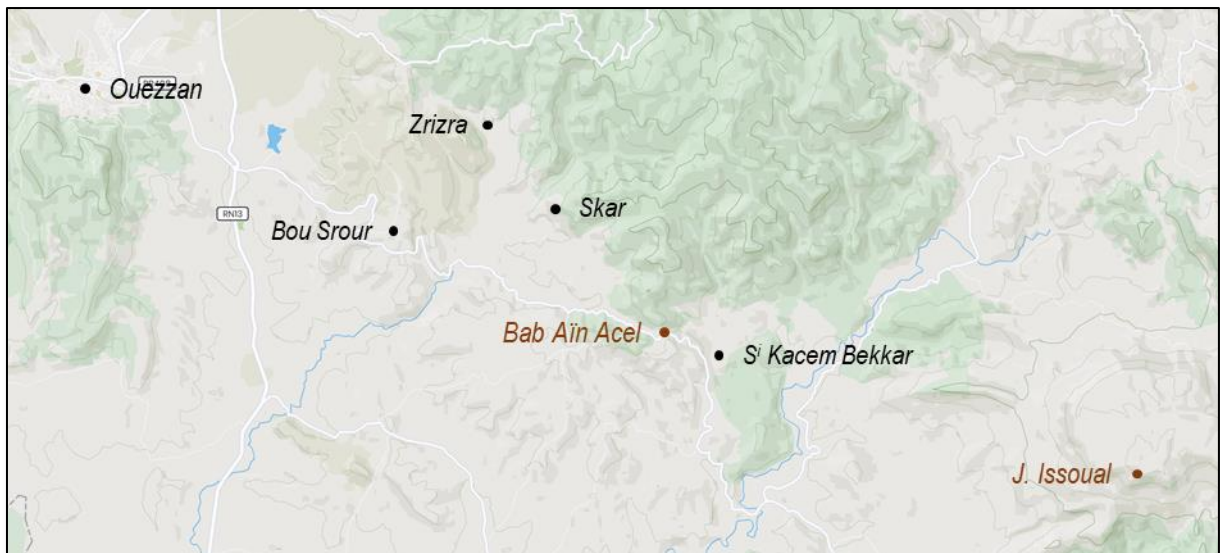 Ouezzan
Zrizra
Skar
RN13
Bou Srour
Bab Aïn Acel
Sⁱ Kacem Bekkar
J. Issoual